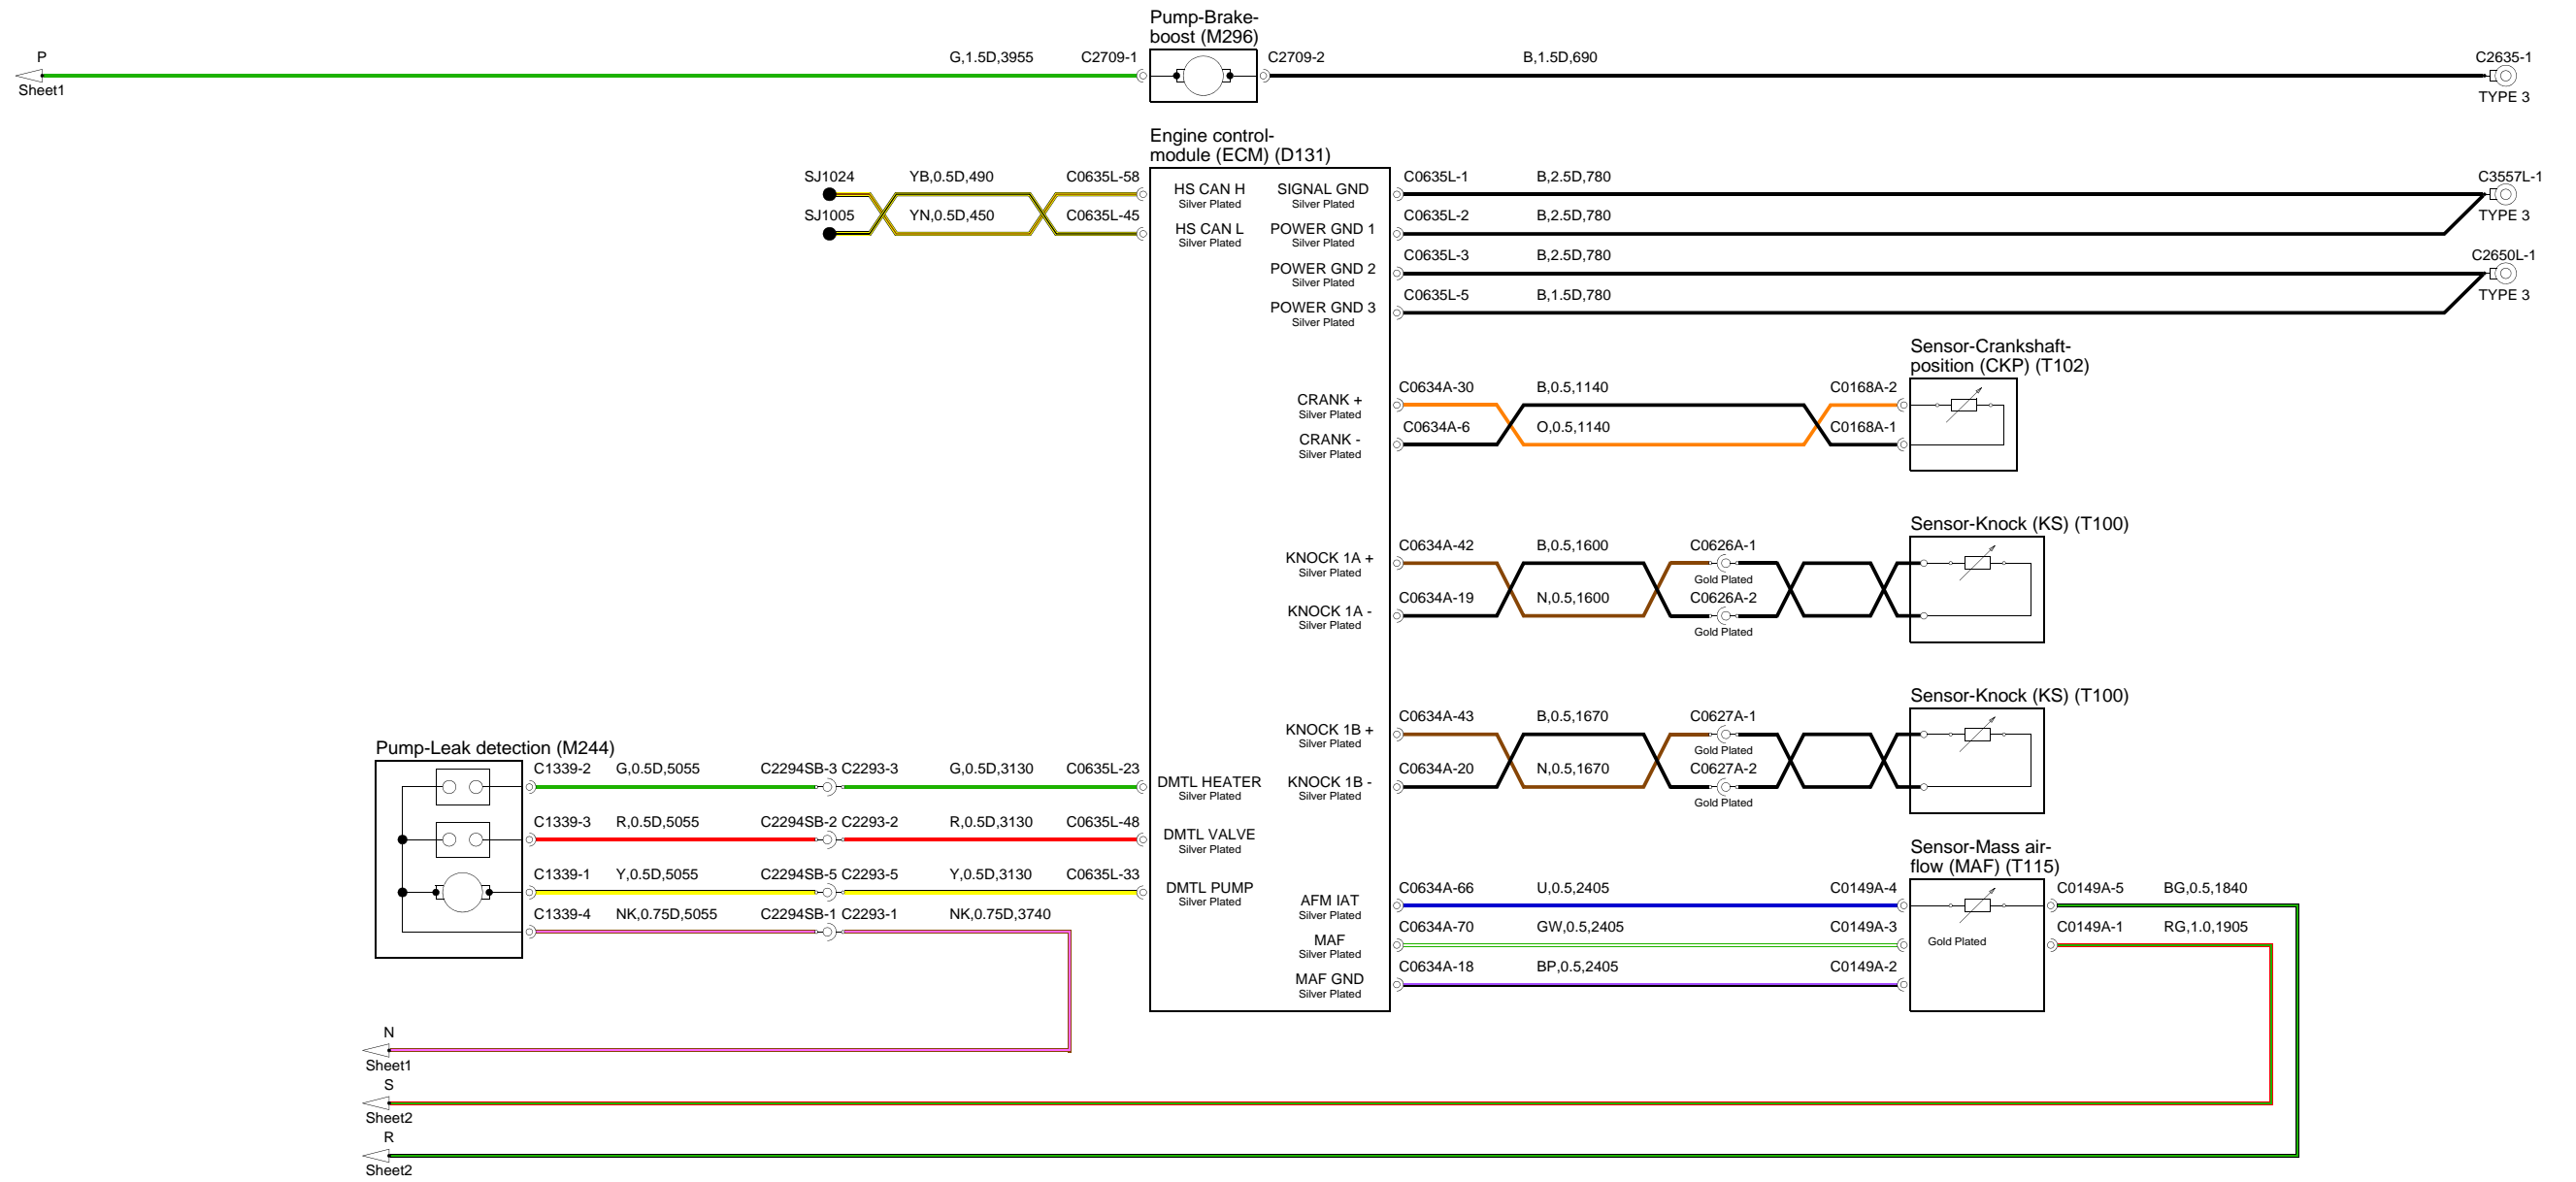 Pump-Brake-
boost (M296)
P
G,1.5D,3955
C2709-1
C2709-2
B,1.5D,690
C2635-1
Sheet1
TYPE 3
Engine control-
module (ECM) (D131)
SJ1024
YB,0.5D,490
C0635L-58
HS CAN H
Silver Plated
SIGNAL GND
Silver Plated
C0635L-1
B,2.5D,780
C3557L-1
SJ1005
YN,0.5D,450
C0635L-45
HS CAN L
Silver Plated
POWER GND 1
Silver Plated
C0635L-2
B,2.5D,780
TYPE 3
POWER GND 2
Silver Plated
C0635L-3
B,2.5D,780
C2650L-1
POWER GND 3
Silver Plated
C0635L-5
B,1.5D,780
TYPE 3
Sensor-Crankshaft-
position (CKP) (T102)
CRANK +
Silver Plated
C0634A-30
B,0.5,1140
C0168A-2
CRANK -
Silver Plated
C0634A-6
O,0.5,1140
C0168A-1
Sensor-Knock (KS) (T100)
KNOCK 1A +
Silver Plated
C0634A-42
B,0.5,1600
C0626A-1
Gold Plated
KNOCK 1A -
Silver Plated
C0634A-19
N,0.5,1600
C0626A-2
Gold Plated
Sensor-Knock (KS) (T100)
KNOCK 1B +
Silver Plated
C0634A-43
B,0.5,1670
C0627A-1
Gold Plated
KNOCK 1B -
Silver Plated
C0634A-20
N,0.5,1670
C0627A-2
Gold Plated
Pump-Leak detection (M244)
C1339-2
G,0.5D,5055
C2294SB-3 C2293-3
G,0.5D,3130
C0635L-23
DMTL HEATER
Silver Plated
C1339-3
R,0.5D,5055
C2294SB-2 C2293-2
R,0.5D,3130
C0635L-48
DMTL VALVE
Silver Plated
C1339-1
Y,0.5D,5055
C2294SB-5 C2293-5
Y,0.5D,3130
C0635L-33
DMTL PUMP
Silver Plated
C1339-4
NK,0.75D,5055
C2294SB-1 C2293-1
NK,0.75D,3740
Sensor-Mass air-
flow (MAF) (T115)
AFM IAT
Silver Plated
C0634A-66
U,0.5,2405
C0149A-4
C0149A-5
BG,0.5,1840
MAF
Silver Plated
C0634A-70
GW,0.5,2405
C0149A-3
Gold Plated
C0149A-1
RG,1.0,1905
MAF GND
Silver Plated
C0634A-18
BP,0.5,2405
C0149A-2
N
Sheet1
S
Sheet2
R
Sheet2